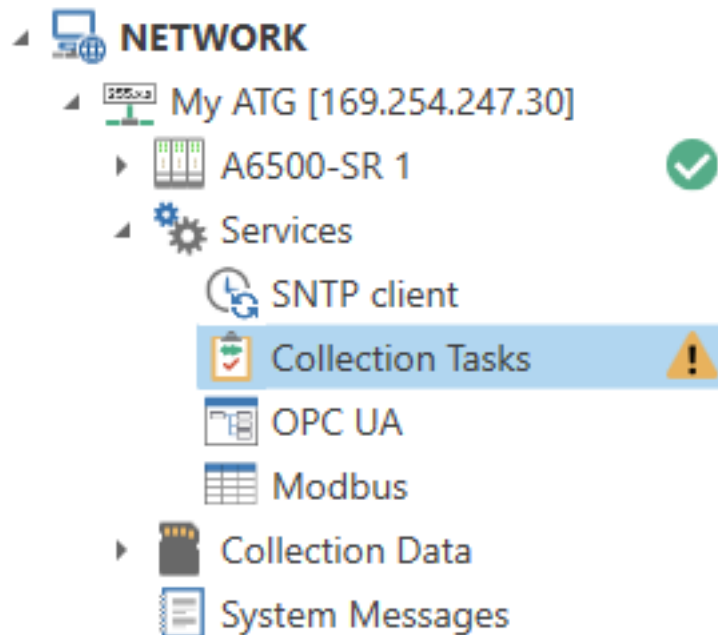 NETWORK
My ATG [169.254.247.30]
A6500-SR 1
Services
SNTP client
Collection Tasks
OPC UA
Modbus
Collection Data
System Messages